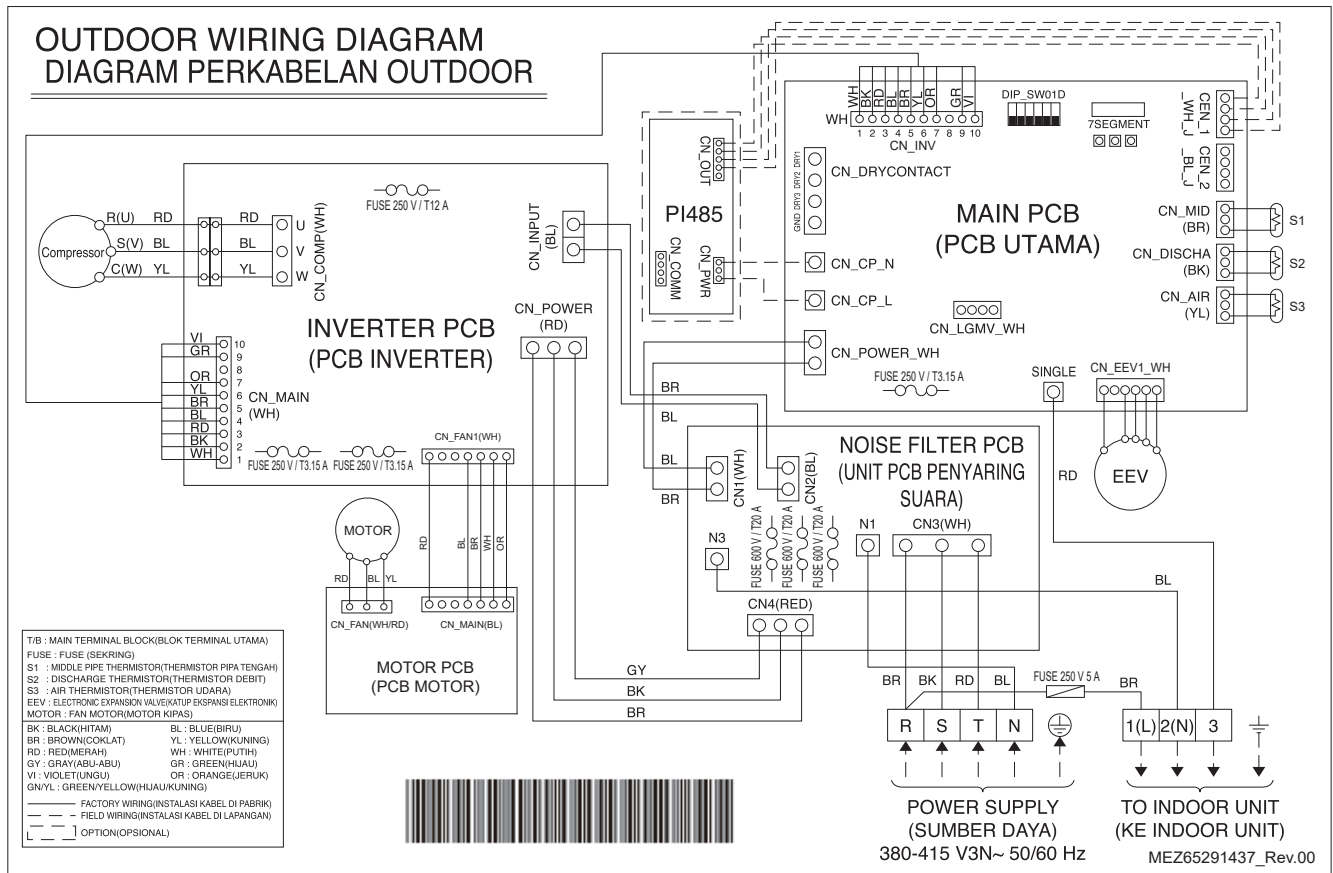 OUTDOOR WIRING DIAGRAM
DIAGRAM PERKABELAN OUTDOOR
WH
BK
RD
BL
BR
YL
OR
GR
VI
WH
1 2 3 4 5 6 7 8 9 10
CN_INV
DIP_SW01D
7SEGMENT
CEN_1
_WH_J
CEN_2
_BL_J
CN_OUT
PI485
CN_COMM
CN_PWR
DRY1
DRY2
DRY3
GND
CN_DRYCONTACT
MAIN PCB
(PCB UTAMA)
CN_MID
(BR)
S1
CN_DISCHA
(BK)
S2
CN_AIR
(YL)
S3
CN_CP_N
CN_CP_L
CN_LGMV_WH
CN_POWER_WH
FUSE 250 V / T3.15 A
SINGLE
CN_EEV1_WH
EEV
RD
FUSE 250 V / T12 A
Compressor
R(U) RD RD U
S(V) BL BL V
C(W) YL YL W
CN_COMP(WH)
CN_INPUT
(BL)
CN_POWER
(RD)
INVERTER PCB
(PCB INVERTER)
VI 10
GR 9
8
OR 7
YL 6
BR 5
BL 4
RD 3
BK 2
WH 1
CN_MAIN
(WH)
FUSE 250 V / T3.15 A FUSE 250 V / T3.15 A
CN_FAN1(WH)
RD
BL
BR
WH
OR
MOTOR
RD BL YL
CN_FAN(WH/RD)
CN_MAIN(BL)
MOTOR PCB
(PCB MOTOR)
BR
BL
BL
BR
NOISE FILTER PCB
(UNIT PCB PENYARING
SUARA)
CN1(WH)
CN2(BL)
N3
FUSE 600 V / T20 A
FUSE 600 V / T20 A
FUSE 600 V / T20 A
N1
CN3(WH)
CN4(RED)
GY
BK
BR
BL
BR BK RD BL
FUSE 250 V 5 A
BR
R S T N
1(L) 2(N) 3
POWER SUPPLY
(SUMBER DAYA)
380-415 V3N~ 50/60 Hz
TO INDOOR UNIT
(KE INDOOR UNIT)
MEZ65291437_Rev.00
T/B : MAIN TERMINAL BLOCK(BLOK TERMINAL UTAMA)
FUSE : FUSE (SEKRING)
S1 : MIDDLE PIPE THERMISTOR(THERMISTOR PIPA TENGAH)
S2 : DISCHARGE THERMISTOR(THERMISTOR DEBIT)
S3 : AIR THERMISTOR(THERMISTOR UDARA)
EEV : ELECTRONIC EXPANSION VALVE(KATUP EKSPANSI ELEKTRONIK)
MOTOR : FAN MOTOR(MOTOR KIPAS)
BK : BLACK(HITAM) BL : BLUE(BIRU)
BR : BROWN(COKLAT) YL : YELLOW(KUNING)
RD : RED(MERAH) WH : WHITE(PUTIH)
GY : GRAY(ABU-ABU) GR : GREEN(HIJAU)
VI : VIOLET(UNGU) OR : ORANGE(JERUK)
GN/YL : GREEN/YELLOW(HIJAU/KUNING)
FACTORY WIRING(INSTALASI KABEL DI PABRIK)
FIELD WIRING(INSTALASI KABEL DI LAPANGAN)
OPTION(OPSIONAL)